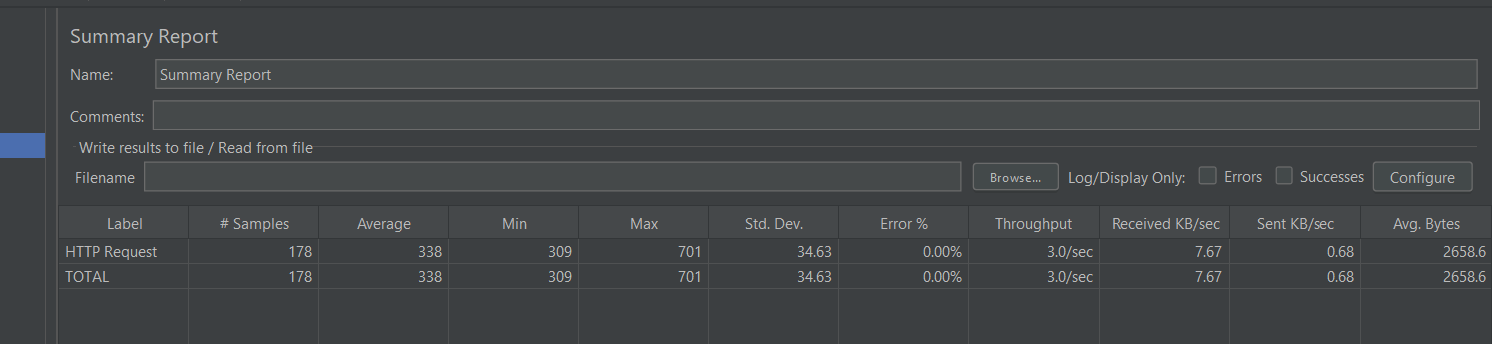 Summary Report
Name: Summary Report
Comments:
Write results to file / Read from file
Filename Browse... Log/Display Only: Errors Successes Configure
Label # Samples Average Min Max Std. Dev. Error % Throughput Received KB/sec Sent KB/sec Avg. Bytes
HTTP Request 178 338 309 701 34.63 0.00% 3.0/sec 7.67 0.68 2658.6
TOTAL 178 338 309 701 34.63 0.00% 3.0/sec 7.67 0.68 2658.6